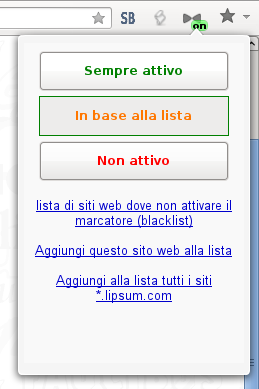 SB
on
Sempre attivo
In base alla lista
Non attivo
lista di siti web dove non attivare il
marcatore (blacklist)
Aggiungi questo sito web alla lista
Aggiungi alla lista tutti i siti
*.lipsum.com